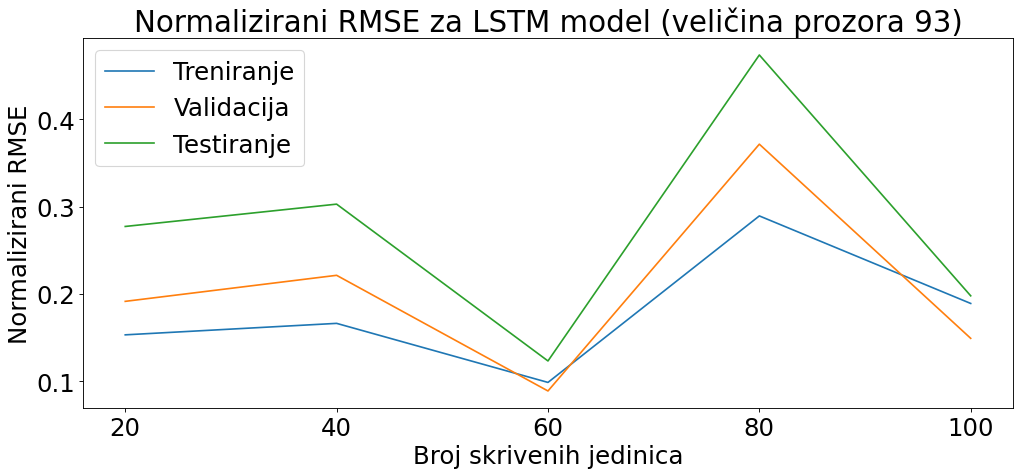 Normalizirani RMSE za LSTM model (veličina prozora 93)
Treniranje
Validacija
Testiranje
Normalizirani RMSE
0.4
0.3
0.2
0.1
20 40 60 80 100
Broj skrivenih jedinica